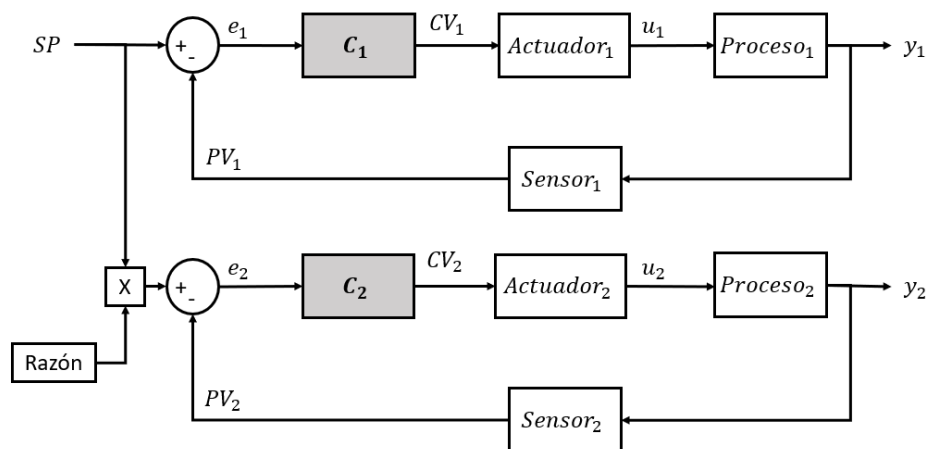 SP
+
-
e₁
C₁
CV₁
Actuador₁
u₁
Proceso₁
y₁
PV₁
Sensor₁
X
+
-
e₂
C₂
CV₂
Actuador₂
u₂
Proceso₂
y₂
Razón
PV₂
Sensor₂